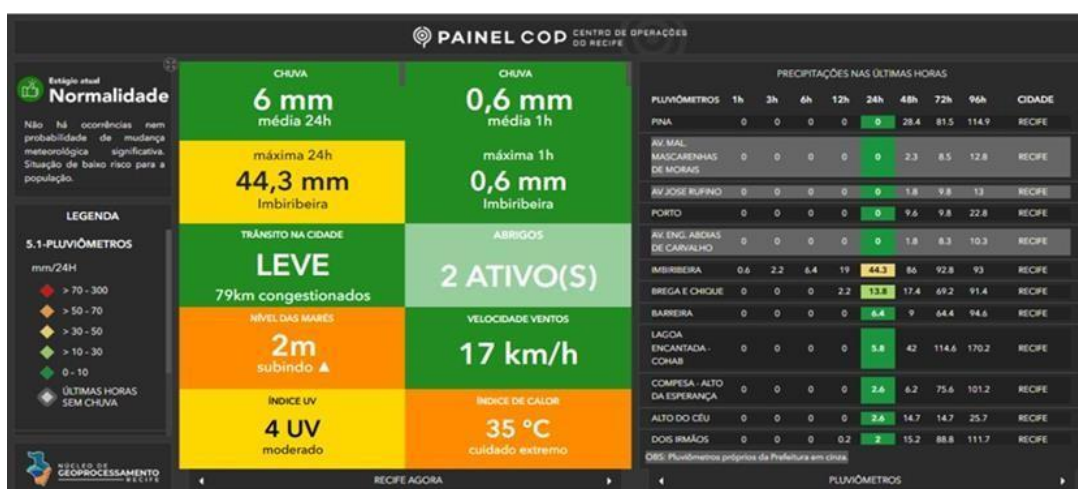 PAINEL COP CENTRO DE OPERAÇÕES
DO RECIFE
Estágio atual
Normalidade
Não há ocorrências nem
probabilidade de mudança
meteorológica significativa.
Situação de baixo risco para a
população.
LEGENDA
5.1-PLUVIÔMETROS
mm/24H
> 70 - 300
> 50 - 70
> 30 - 50
> 10 - 30
0 - 10
ÚLTIMAS HORAS
SEM CHUVA
NÚCLEO DE
GEOPROCESSAMENTO
RECIFE
CHUVA
6 mm
média 24h
CHUVA
0,6 mm
média 1h
máxima 24h
44,3 mm
Imbiribeira
máxima 1h
0,6 mm
Imbiribeira
TRÂNSITO NA CIDADE
LEVE
79km congestionados
ABRIGOS
2 ATIVO(S)
NÍVEL DAS MARÉS
2m
subindo ▲
VELOCIDADE VENTOS
17 km/h
ÍNDICE UV
4 UV
moderado
ÍNDICE DE CALOR
35 °C
cuidado extremo
RECIFE AGORA
PRECIPITAÇÕES NAS ÚLTIMAS HORAS
PLUVIÔMETROS 1h 3h 6h 12h 24h 48h 72h 96h CIDADE
PINA 0 0 0 0 0 28.4 81.5 114.9 RECIFE
AV. MAL.
MASCARENHAS 0 0 0 0 0 2.3 8.5 12.8 RECIFE
DE MORAIS
AV JOSE RUFINO 0 0 0 0 0 1.8 9.8 13 RECIFE
PORTO 0 0 0 0 0 9.6 9.8 22.8 RECIFE
AV. ENG. ABDIAS
DE CARVALHO 0 0 0 0 0 1.8 8.3 10.3 RECIFE
IMBIRIBEIRA 0.6 2.2 6.4 19 44.3 86 92.8 93 RECIFE
BREGA E CHIQUE 0 0 0 2.2 13.8 17.4 69.2 91.4 RECIFE
BARREIRA 0 0 0 0 6.4 9 64.4 94.6 RECIFE
LAGOA
ENCANTADA - 0 0 0 0 5.8 42 114.6 170.2 RECIFE
COHAB
COMPESA - ALTO
DA ESPERANÇA 0 0 0 0 2.6 6.2 75.6 101.2 RECIFE
ALTO DO CÉU 0 0 0 0 2.6 14.7 14.7 25.7 RECIFE
DOIS IRMÃOS 0 0 0 0.2 2 15.2 88.8 111.7 RECIFE
OBS: Pluviômetros próprios da Prefeitura em cinza.
PLUVIÔMETROS